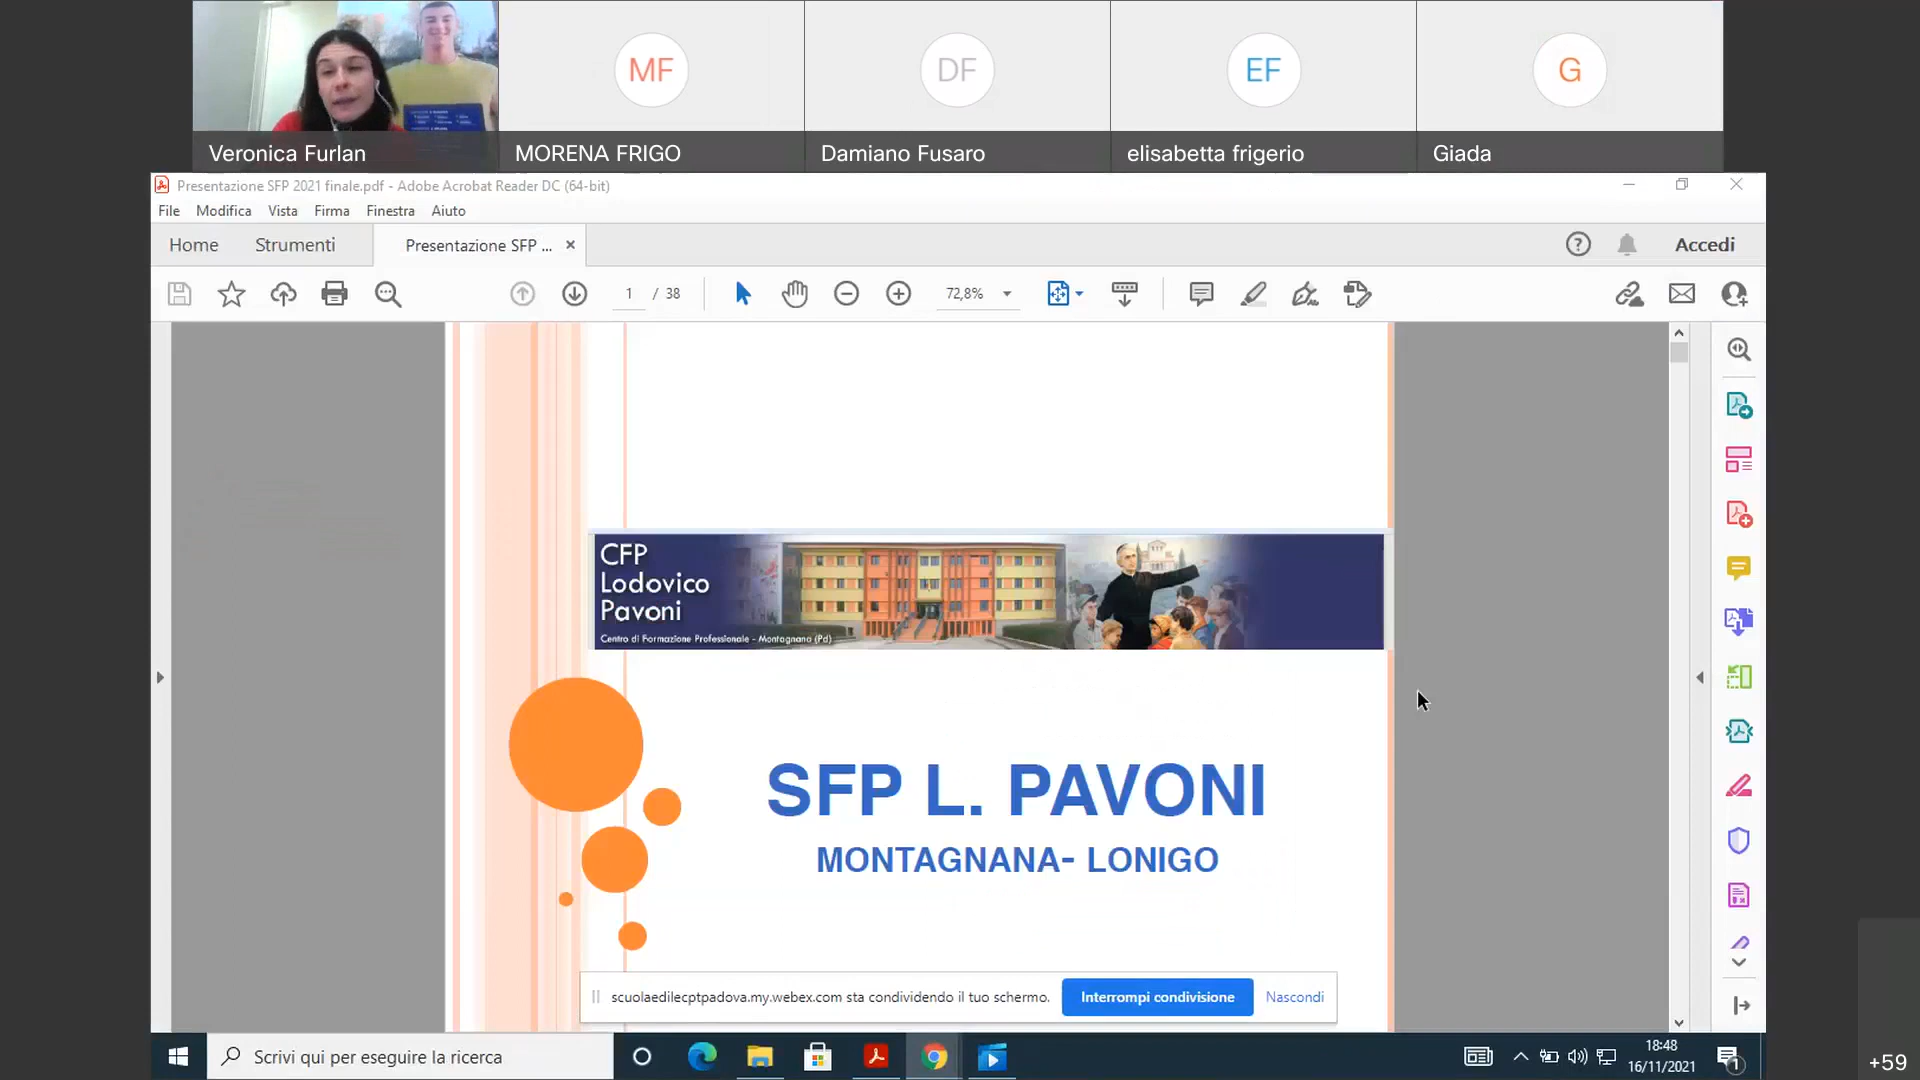 MF
DF
EF
G
Veronica Furlan
MORENA FRIGO
Damiano Fusaro
elisabetta frigerio
Giada
Presentazione SFP 2021 finale.pdf - Adobe Acrobat Reader DC (64-bit)
File Modifica Vista Firma Finestra Aiuto
Home Strumenti Presentazione SFP ... Accedi
1 / 38 72,8%
CFP
Lodovico
Pavoni
Centro di Formazione Professionale - Montagnana (Pd)
SFP L. PAVONI
MONTAGNANA- LONIGO
scuolaedilecptpadova.my.webex.com sta condividendo il tuo schermo. Interrompi condivisione Nascondi
Scrivi qui per eseguire la ricerca
18:48
16/11/2021
1
+59